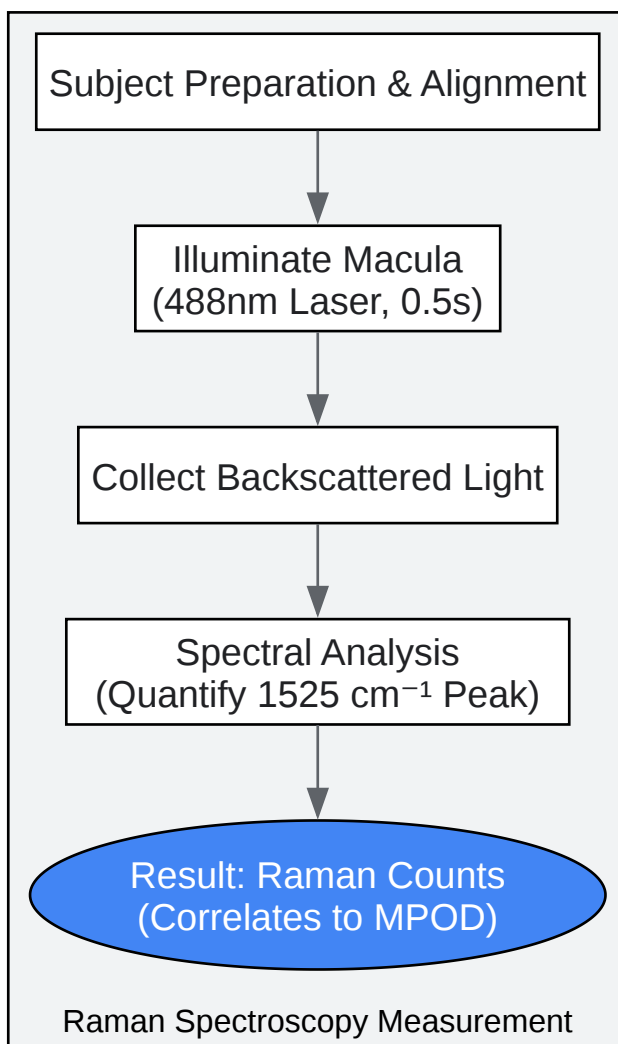 Subject Preparation & Alignment
Illuminate Macula
(488nm Laser, 0.5s)
Collect Backscattered Light
Spectral Analysis
(Quantify 1525 cm⁻¹ Peak)
Result: Raman Counts
(Correlates to MPOD)
Raman Spectroscopy Measurement